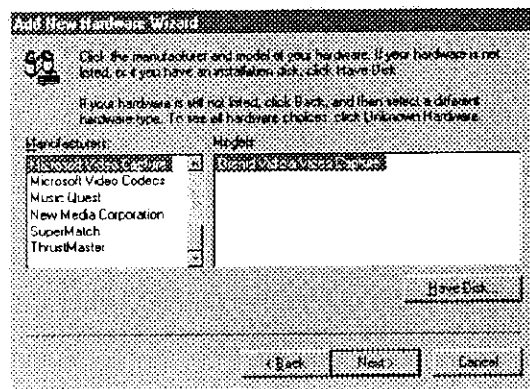 Add New Hardware Wizard
Click the manufacturer and model of your hardware. If your hardware is not
listed, or if you have an installation disk, click Have Disk.
If your hardware is still not listed, click Back, and then select a different
hardware type. To see all hardware choices, click Unknown Hardware.
Manufacturers:
Models:
Microsoft Video Codecs
Music Quest
New Media Corporation
SuperMatch
ThrustMaster
Have Disk...
< Back
Next >
Cancel